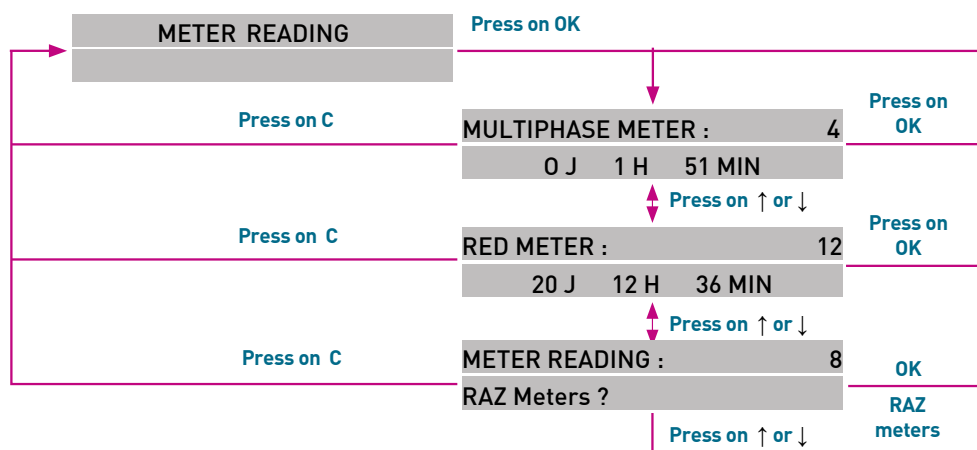 METER READING
Press on OK
Press on C
MULTIPHASE METER : 4
0 J 1 H 51 MIN
Press on
OK
Press on ↑ or ↓
Press on C
RED METER : 12
20 J 12 H 36 MIN
Press on
OK
Press on ↑ or ↓
Press on C
METER READING : 8
RAZ Meters ?
OK
RAZ
meters
Press on ↑ or ↓